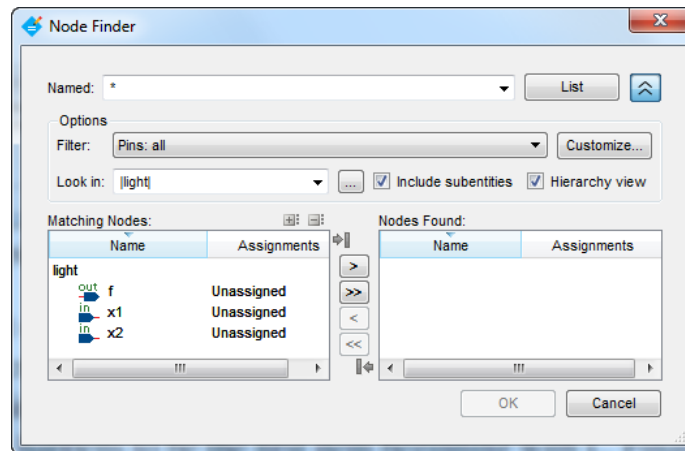 Node Finder
Named: * List
Options
Filter: Pins: all Customize...
Look in: |light| ... Include subentities Hierarchy view
Matching Nodes: Nodes Found:
Name Assignments Name Assignments
light
out f Unassigned
in x1 Unassigned
in x2 Unassigned
>
>>
<
<<
OK Cancel